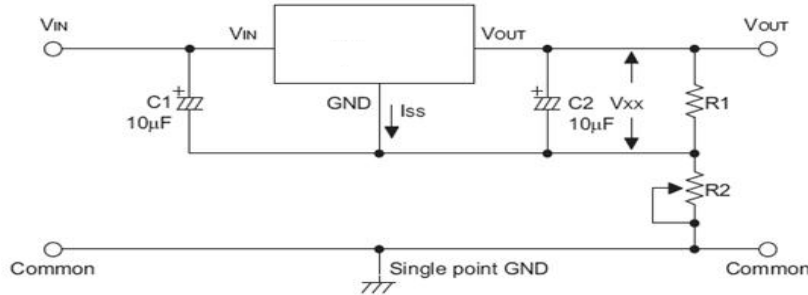 VIN
VIN
VOUT
VOUT
C1
10μF
GND
ISS
C2
10μF
VXX
R1
R2
Common
Single point GND
Common